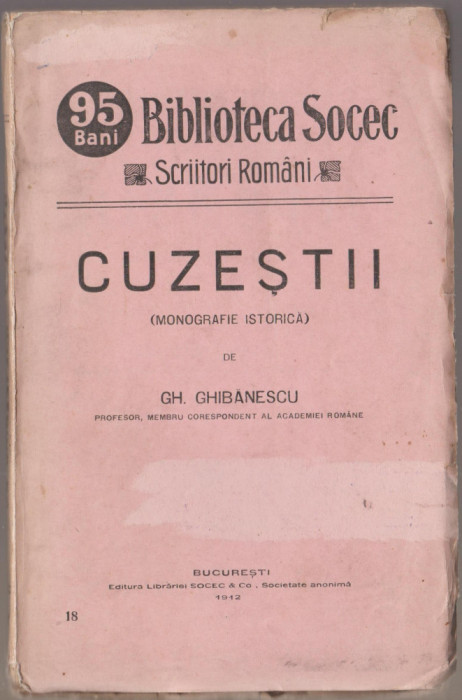 95
Bani
Biblioteca Socec
Scriitori Români
CUZEȘTII
(MONOGRAFIE ISTORICĂ)
DE
GH. GHIBĂNESCU
PROFESOR, MEMBRU CORESPONDENT AL ACADEMIEI ROMÂNE
BUCUREȘTI
Editura Librăriei SOCEC & Co., Societate anonimă
1912
18